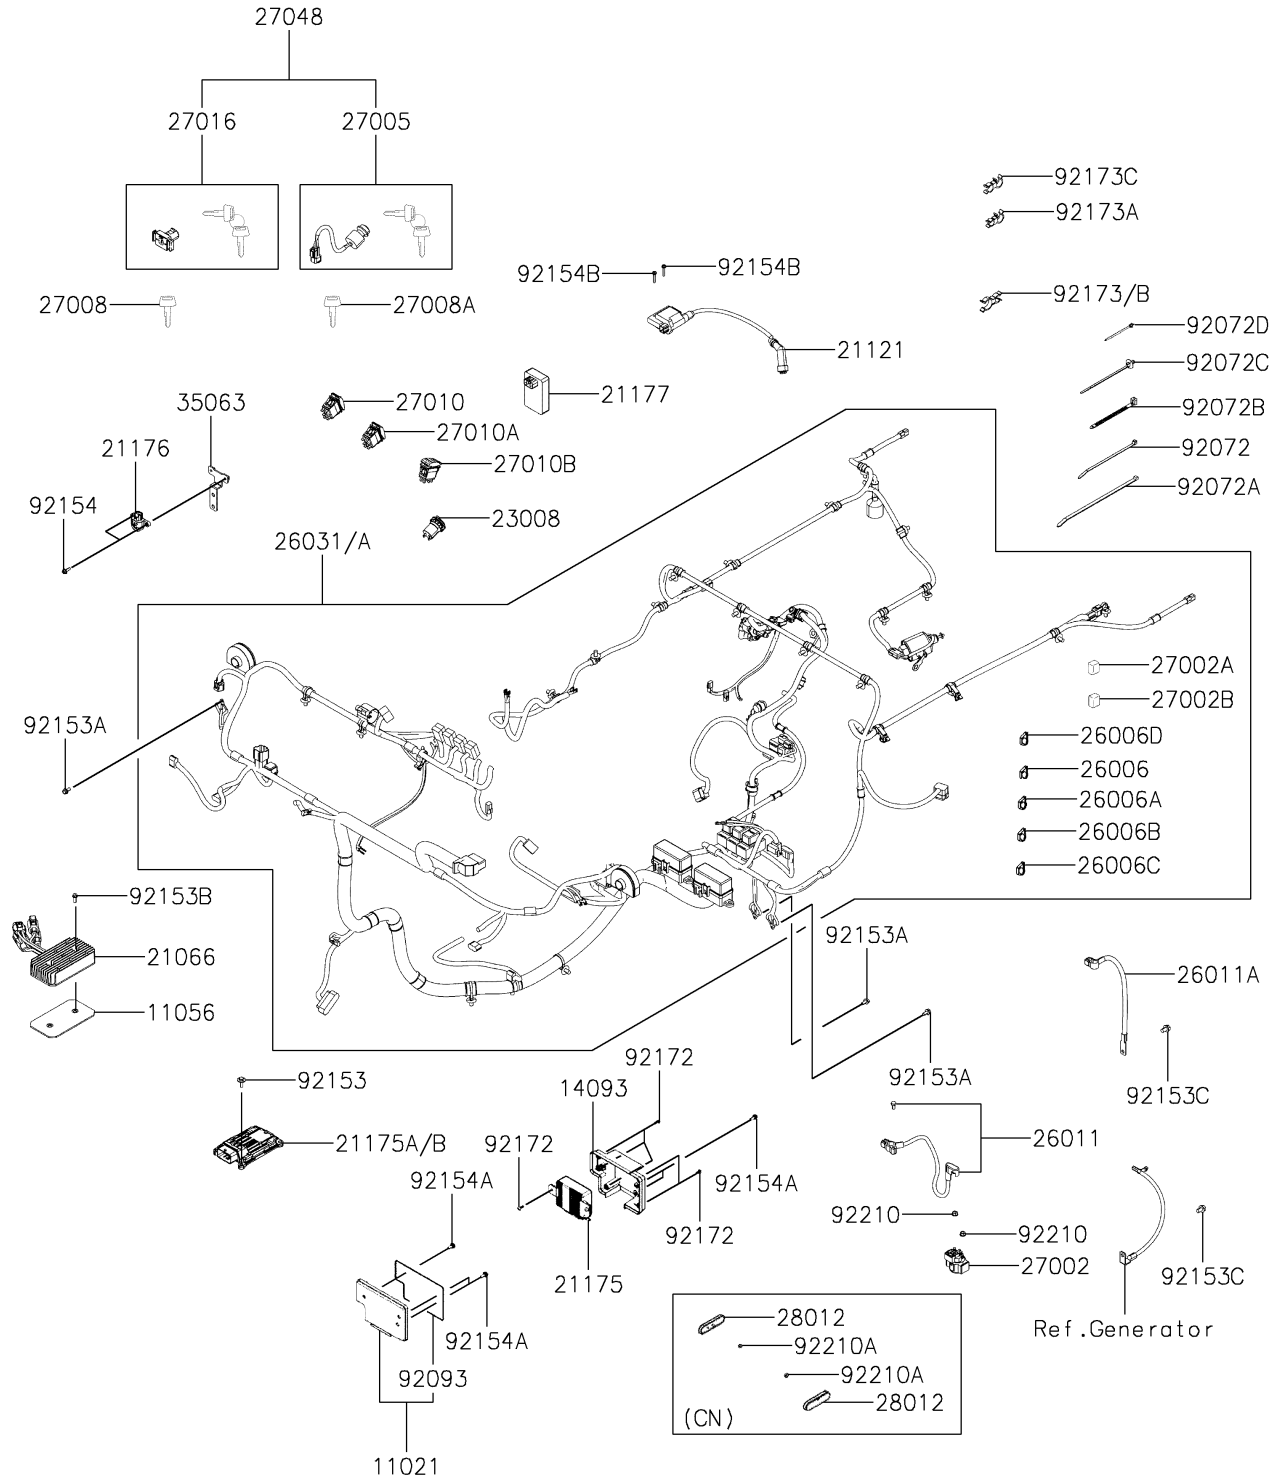 27048
27016
27005
92173C
92173A
92154B
92154B
27008
27008A
92173/B
92072D
21121
92072C
35063
27010
21177
92072B
21176
27010A
92072
27010B
92072A
92154
23008
26031/A
27002A
27002B
92153A
26006D
26006
26006A
26006B
26006C
92153B
92153A
21066
26011A
11056
92172
92153
14093
92153A
92153C
21175A/B
92172
26011
92154A
92154A
92210
92172
92210
27002
21175
92153C
28012
Ref.Generator
92154A
92210A
92093
92210A
28012
(CN)
11021